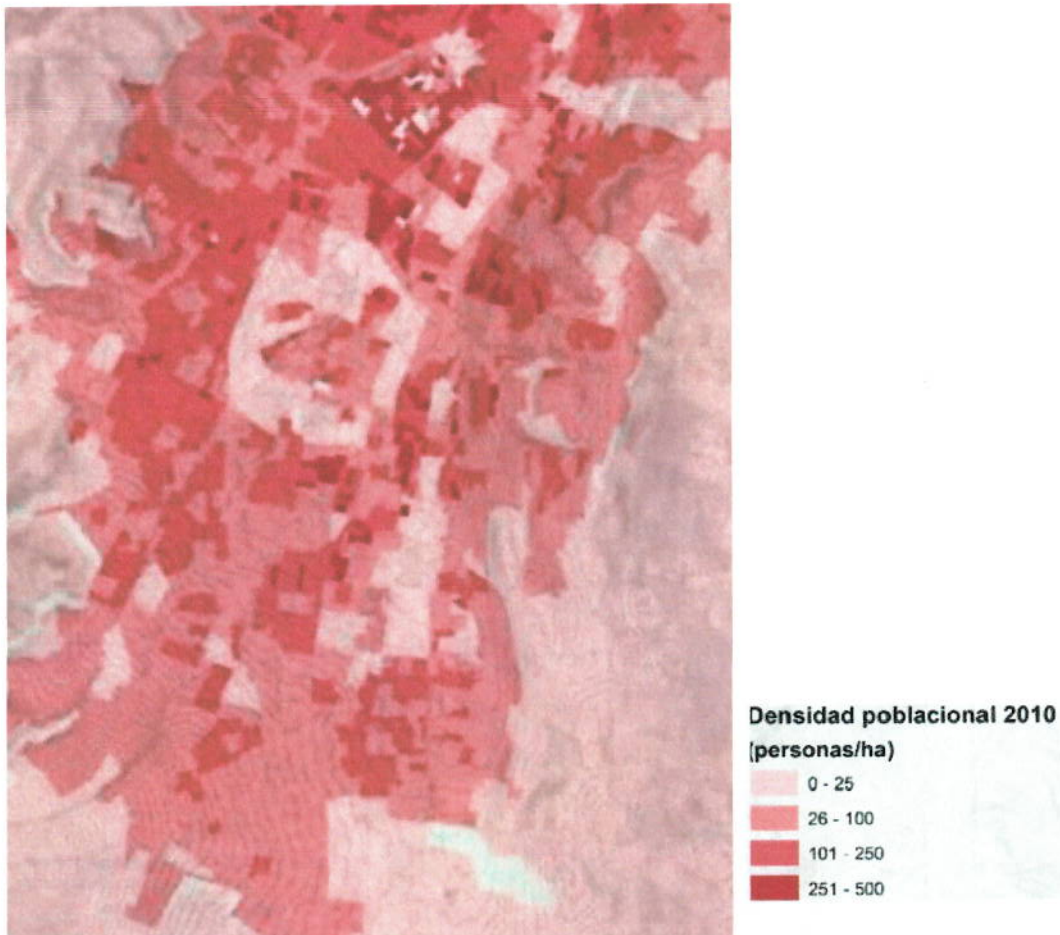 Densidad poblacional 2010
(personas/ha)
0 - 25
26 - 100
101 - 250
251 - 500